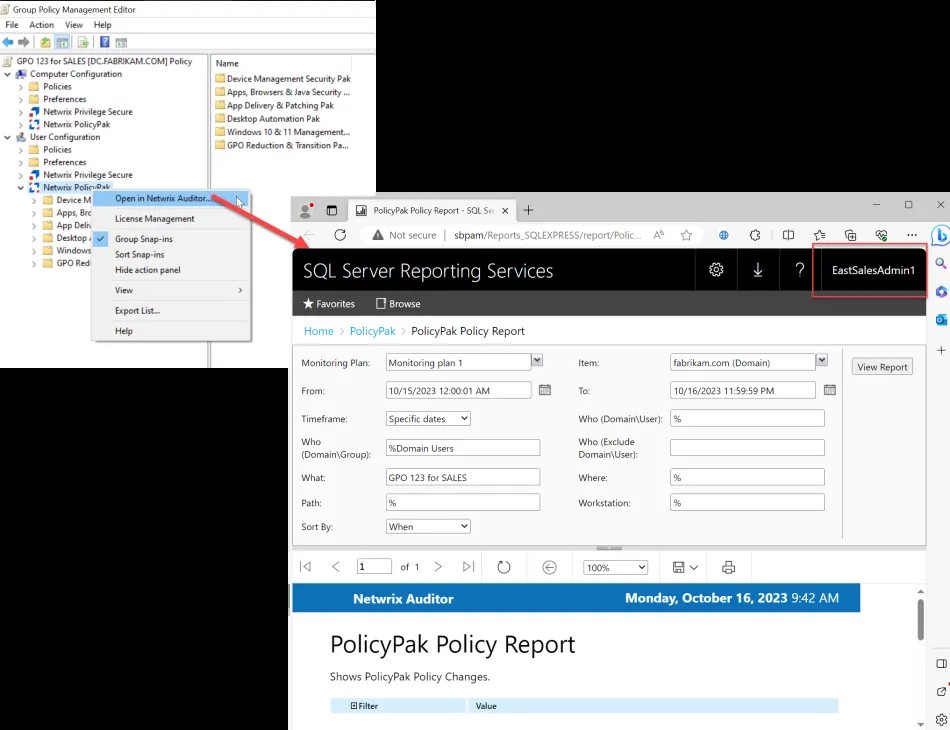 Group Policy Management Editor
File Action View Help
GPO 123 for SALES [DC.FABRIKAM.COM] Policy
Computer Configuration
Policies
Preferences
Netwrix Privilege Secure
Netwrix PolicyPak
User Configuration
Policies
Preferences
Netwrix Privilege Secure
Netwrix PolicyPak
Device M
Apps, Br
App Deli
Desktop
Windows
GPO Red
Name
Device Management Security Pak
Apps, Browsers & Java Security ...
App Delivery & Patching Pak
Desktop Automation Pak
Windows 10 & 11 Management...
GPO Reduction & Transition Pa...
Open in Netwrix Auditor...
License Management
Group Snap-ins
Sort Snap-ins
Hide action panel
View
Export List...
Help
PolicyPak Policy Report - SQL Se
Not secure sbpam/Reports_SQLEXPRESS/report/Polic...
SQL Server Reporting Services
EastSalesAdmin1
Favorites Browse
Home > PolicyPak > PolicyPak Policy Report
Monitoring Plan: Monitoring plan 1 Item: fabrikam.com (Domain) View Report
From: 10/15/2023 12:00:01 AM To: 10/16/2023 11:59:59 PM
Timeframe: Specific dates Who (Domain\User): %
Who (Domain\Group): %Domain Users Who (Exclude Domain\User):
What: GPO 123 for SALES Where: %
Path: % Workstation: %
Sort By: When
1 of 1 100%
Netwrix Auditor Monday, October 16, 2023 9:42 AM
PolicyPak Policy Report
Shows PolicyPak Policy Changes.
Filter Value